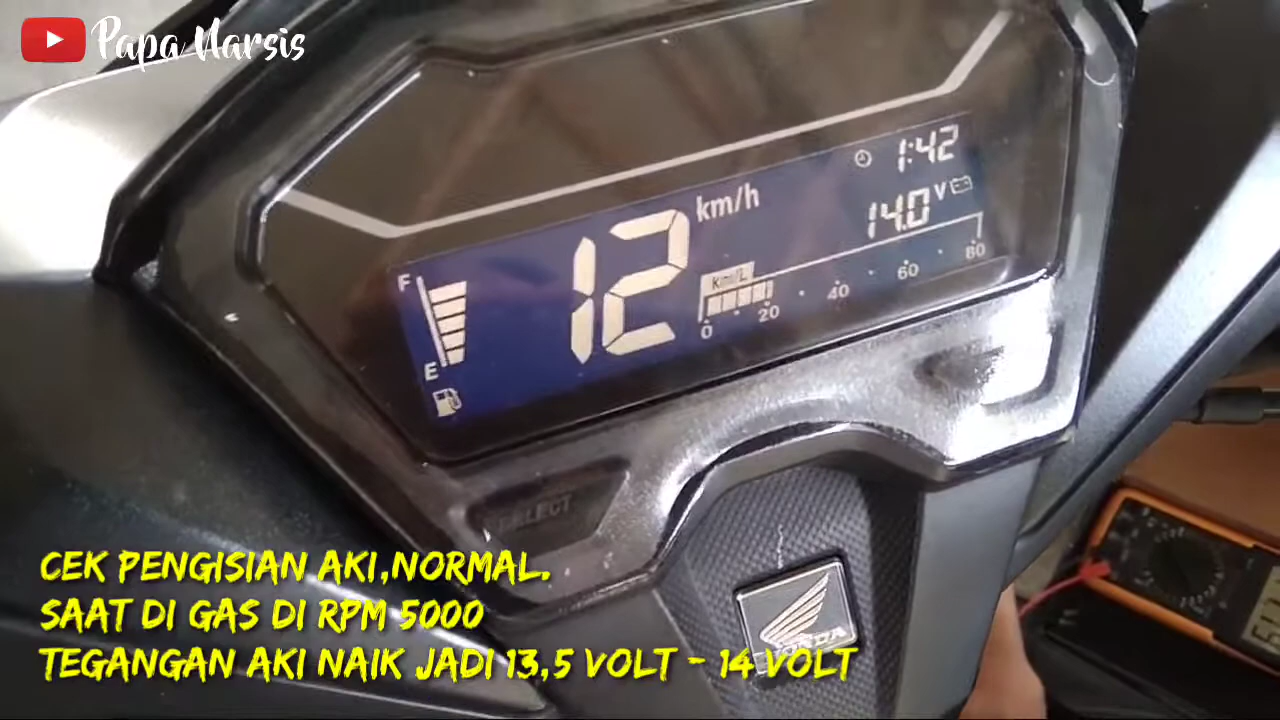 Papa Narsis
1:42
14.0 V
km/h
12
F
E
km/L
0 20 40 60 80
SELECT
HONDA
CEK PENGISIAN AKI,NORMAL.
SAAT DI GAS DI RPM 5000
TEGANGAN AKI NAIK JADI 13,5 VOLT - 14 VOLT